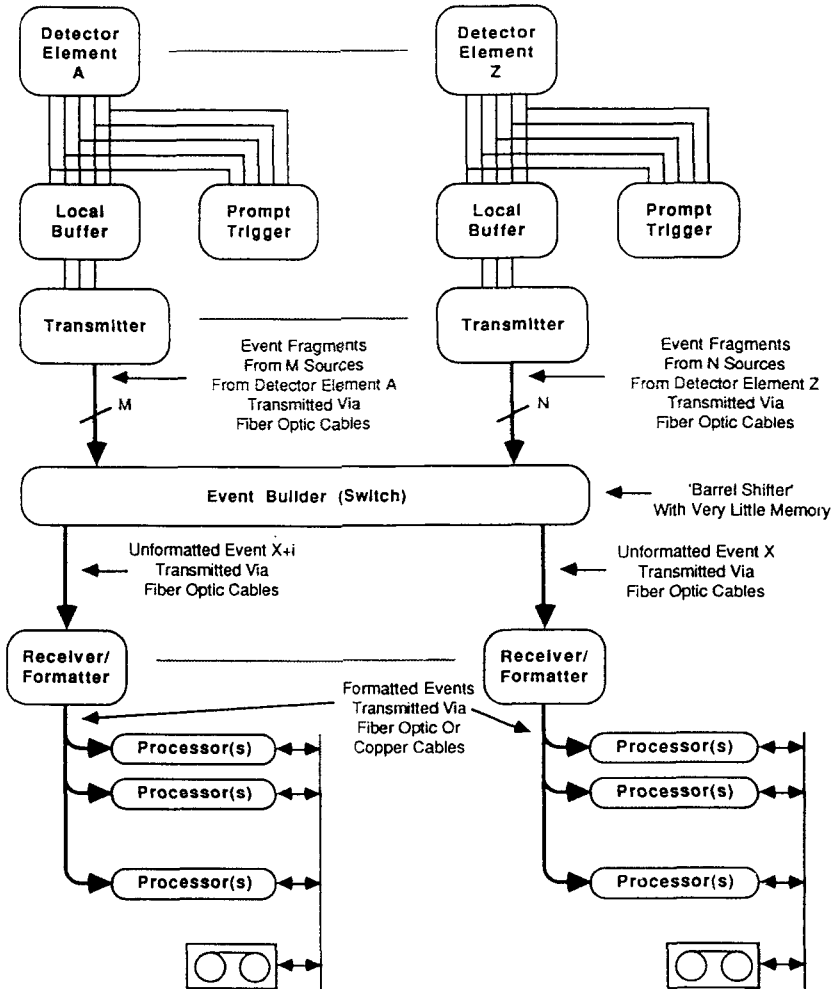 Detector
Element
A
Detector
Element
Z
Local
Buffer
Prompt
Trigger
Local
Buffer
Prompt
Trigger
Transmitter
Transmitter
Event Fragments
From M Sources
From Detector Element A
Transmitted Via
Fiber Optic Cables
M
Event Fragments
From N Sources
From Detector Element Z
Transmitted Via
Fiber Optic Cables
N
Event Builder (Switch)
'Barrel Shifter'
With Very Little Memory
Unformatted Event X+i
Transmitted Via
Fiber Optic Cables
Unformatted Event X
Transmitted Via
Fiber Optic Cables
Receiver/
Formatter
Receiver/
Formatter
Formatted Events
Transmitted Via
Fiber Optic Or
Copper Cables
Processor(s)
Processor(s)
Processor(s)
Processor(s)
Processor(s)
Processor(s)